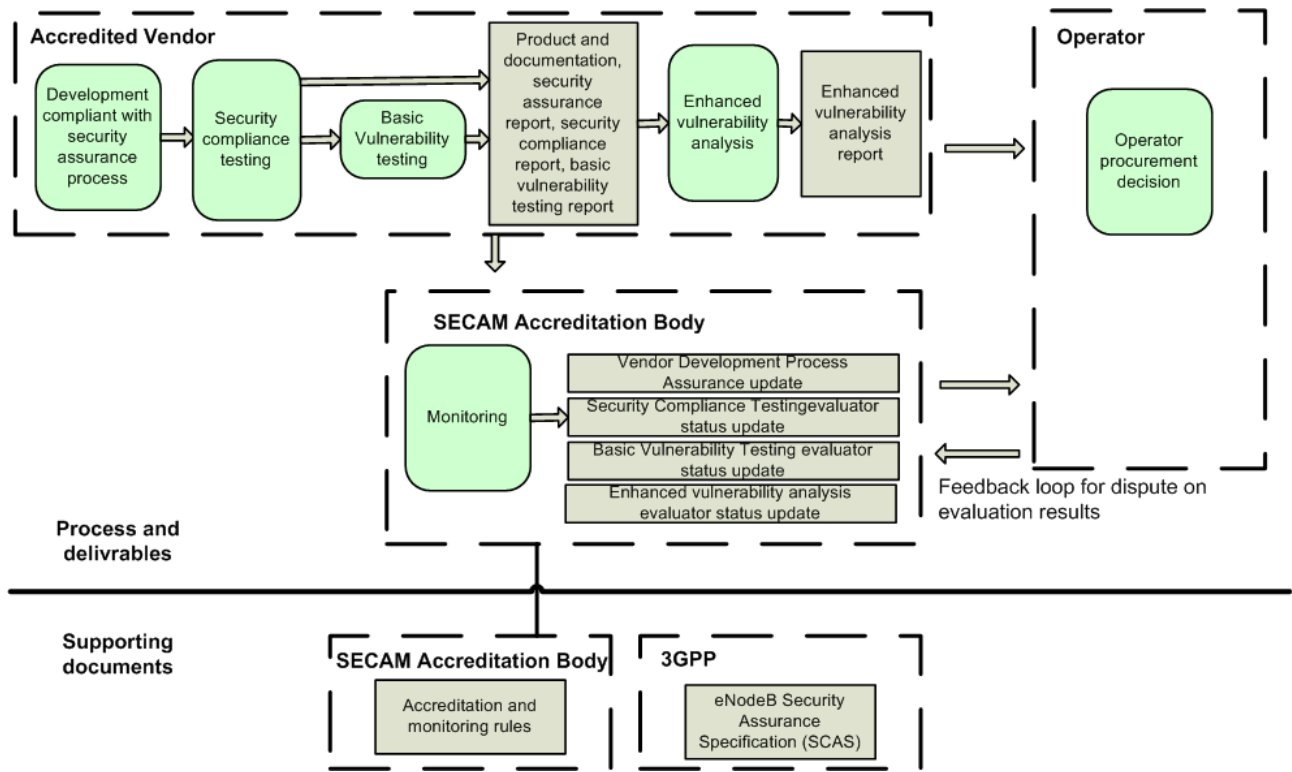 Accredited Vendor
Development
compliant with
security
assurance
process
Security
compliance
testing
Basic
Vulnerability
testing
Product and
documentation,
security
assurance
report, security
compliance
report, basic
vulnerability
testing report
Enhanced
vulnerability
analysis
Enhanced
vulnerability
analysis
report
Operator
Operator
procurement
decision
SECAM Accreditation Body
Monitoring
Vendor Development Process
Assurance update
Security Compliance Testingevaluator
status update
Basic Vulnerability Testing evaluator
status update
Enhanced vulnerability analysis
evaluator status update
Feedback loop for dispute on
evaluation results
Process and
delivrables
Supporting
documents
SECAM Accreditation Body
Accreditation and
monitoring rules
3GPP
eNodeB Security
Assurance
Specification (SCAS)